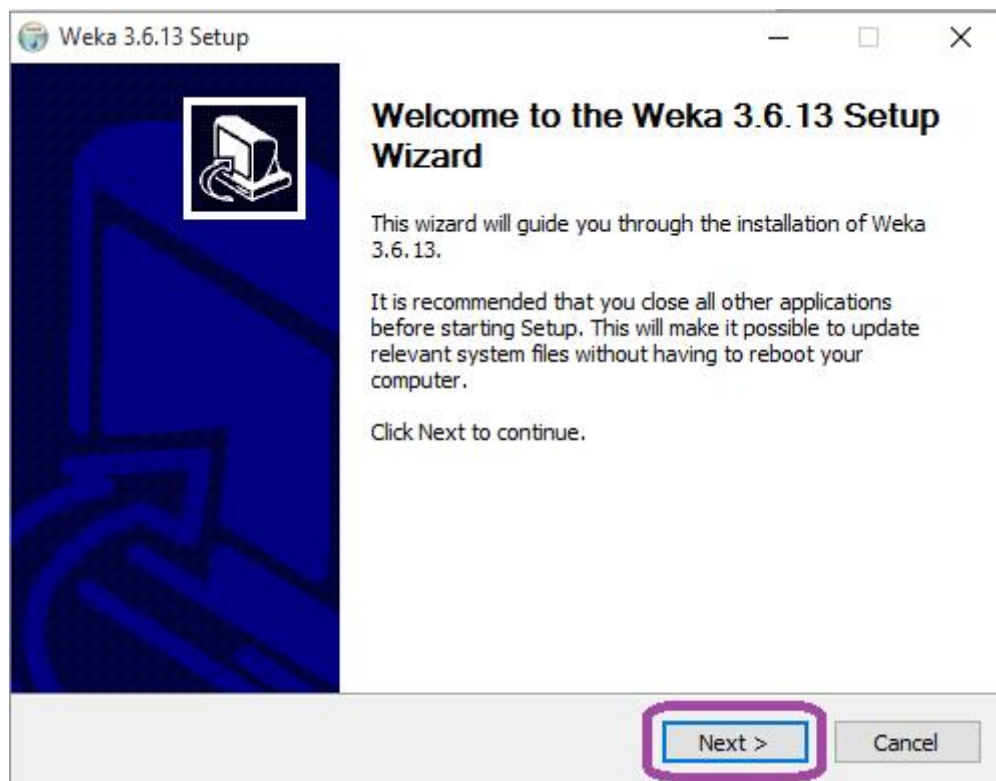 Weka 3.6.13 Setup
Welcome to the Weka 3.6.13 Setup
Wizard
This wizard will guide you through the installation of Weka
3.6.13.
It is recommended that you close all other applications
before starting Setup. This will make it possible to update
relevant system files without having to reboot your
computer.
Click Next to continue.
Next >
Cancel